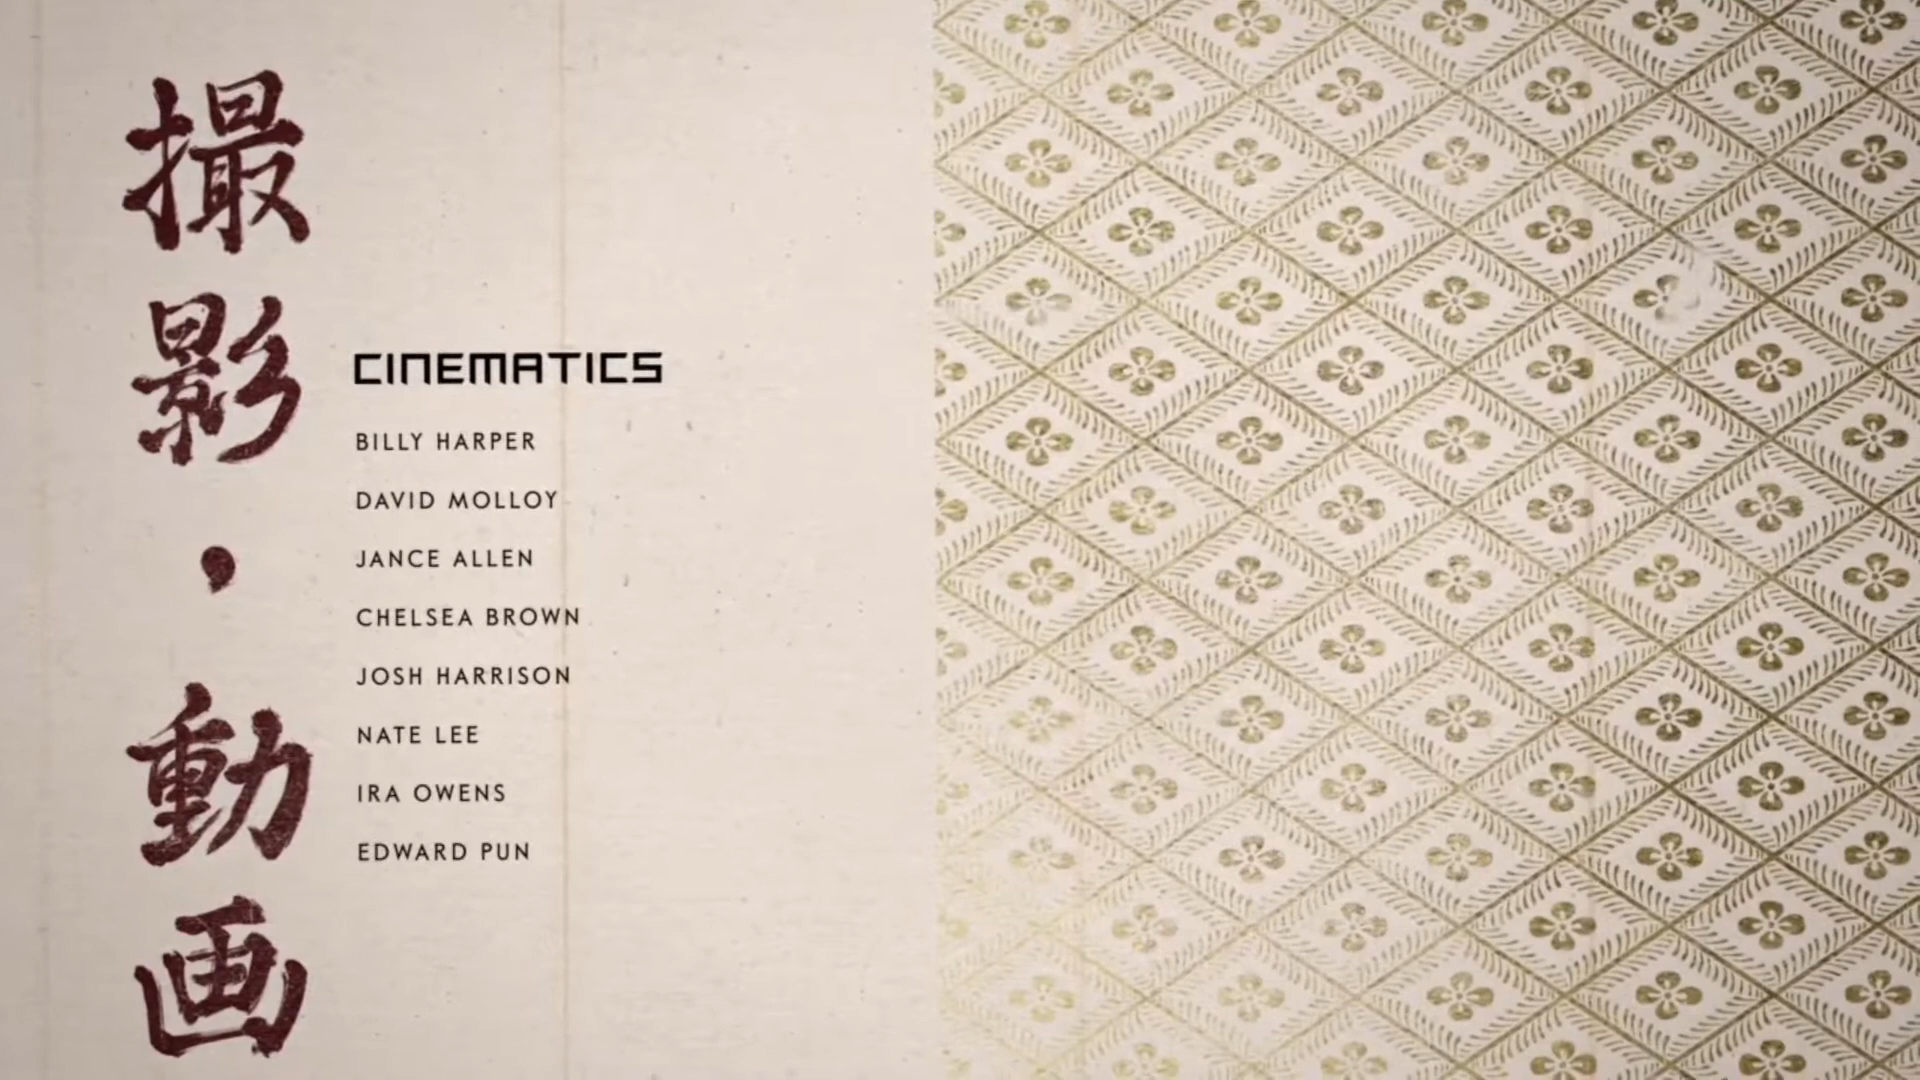 撮影・動画
CINEMATICS
BILLY HARPER
DAVID MOLLOY
JANCE ALLEN
CHELSEA BROWN
JOSH HARRISON
NATE LEE
IRA OWENS
EDWARD PUN